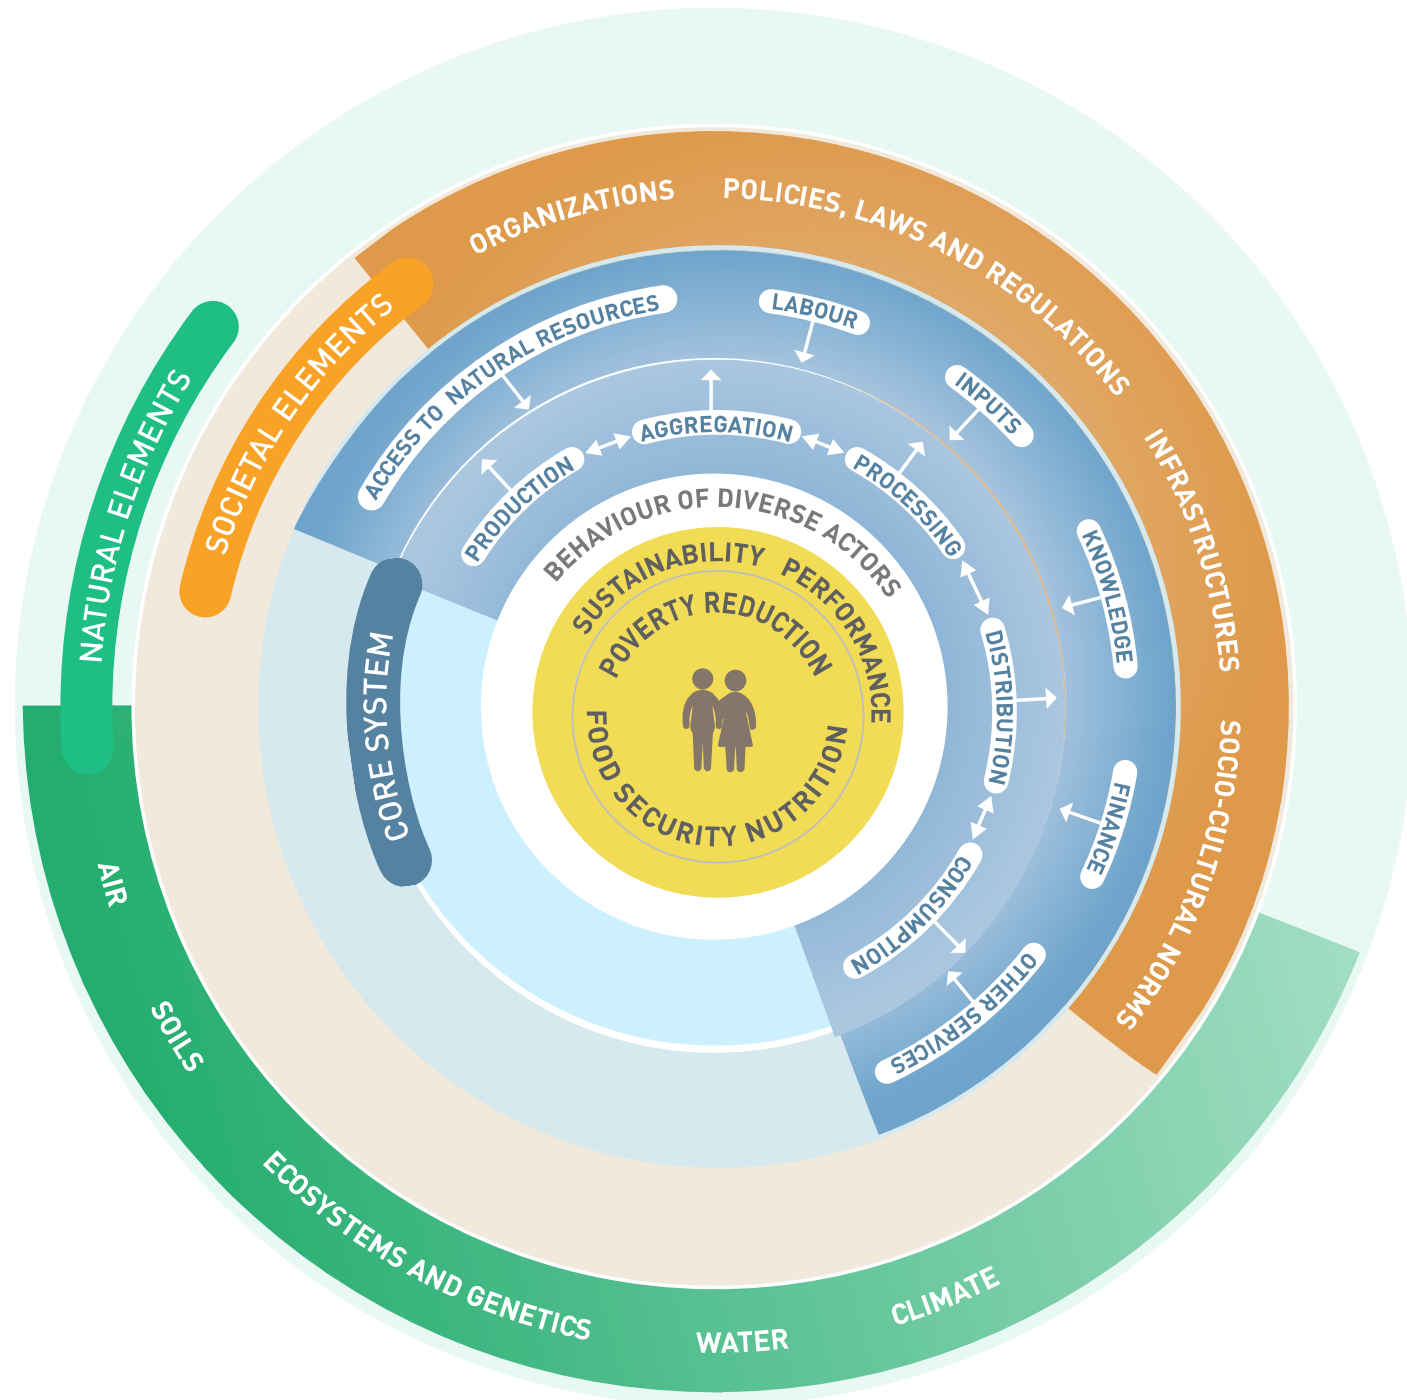 NATURAL ELEMENTS
AIR
SOILS
ECOSYSTEMS AND GENETICS
WATER
CLIMATE
SOCIETAL ELEMENTS
ORGANIZATIONS
POLICIES, LAWS AND REGULATIONS
INFRASTRUCTURES
SOCIO-CULTURAL NORMS
CORE SYSTEM
ACCESS TO NATURAL RESOURCES
LABOUR
INPUTS
KNOWLEDGE
FINANCE
OTHER SERVICES
PRODUCTION
AGGREGATION
PROCESSING
DISTRIBUTION
CONSUMPTION
BEHAVIOUR OF DIVERSE ACTORS
SUSTAINABILITY PERFORMANCE
POVERTY REDUCTION
FOOD SECURITY NUTRITION